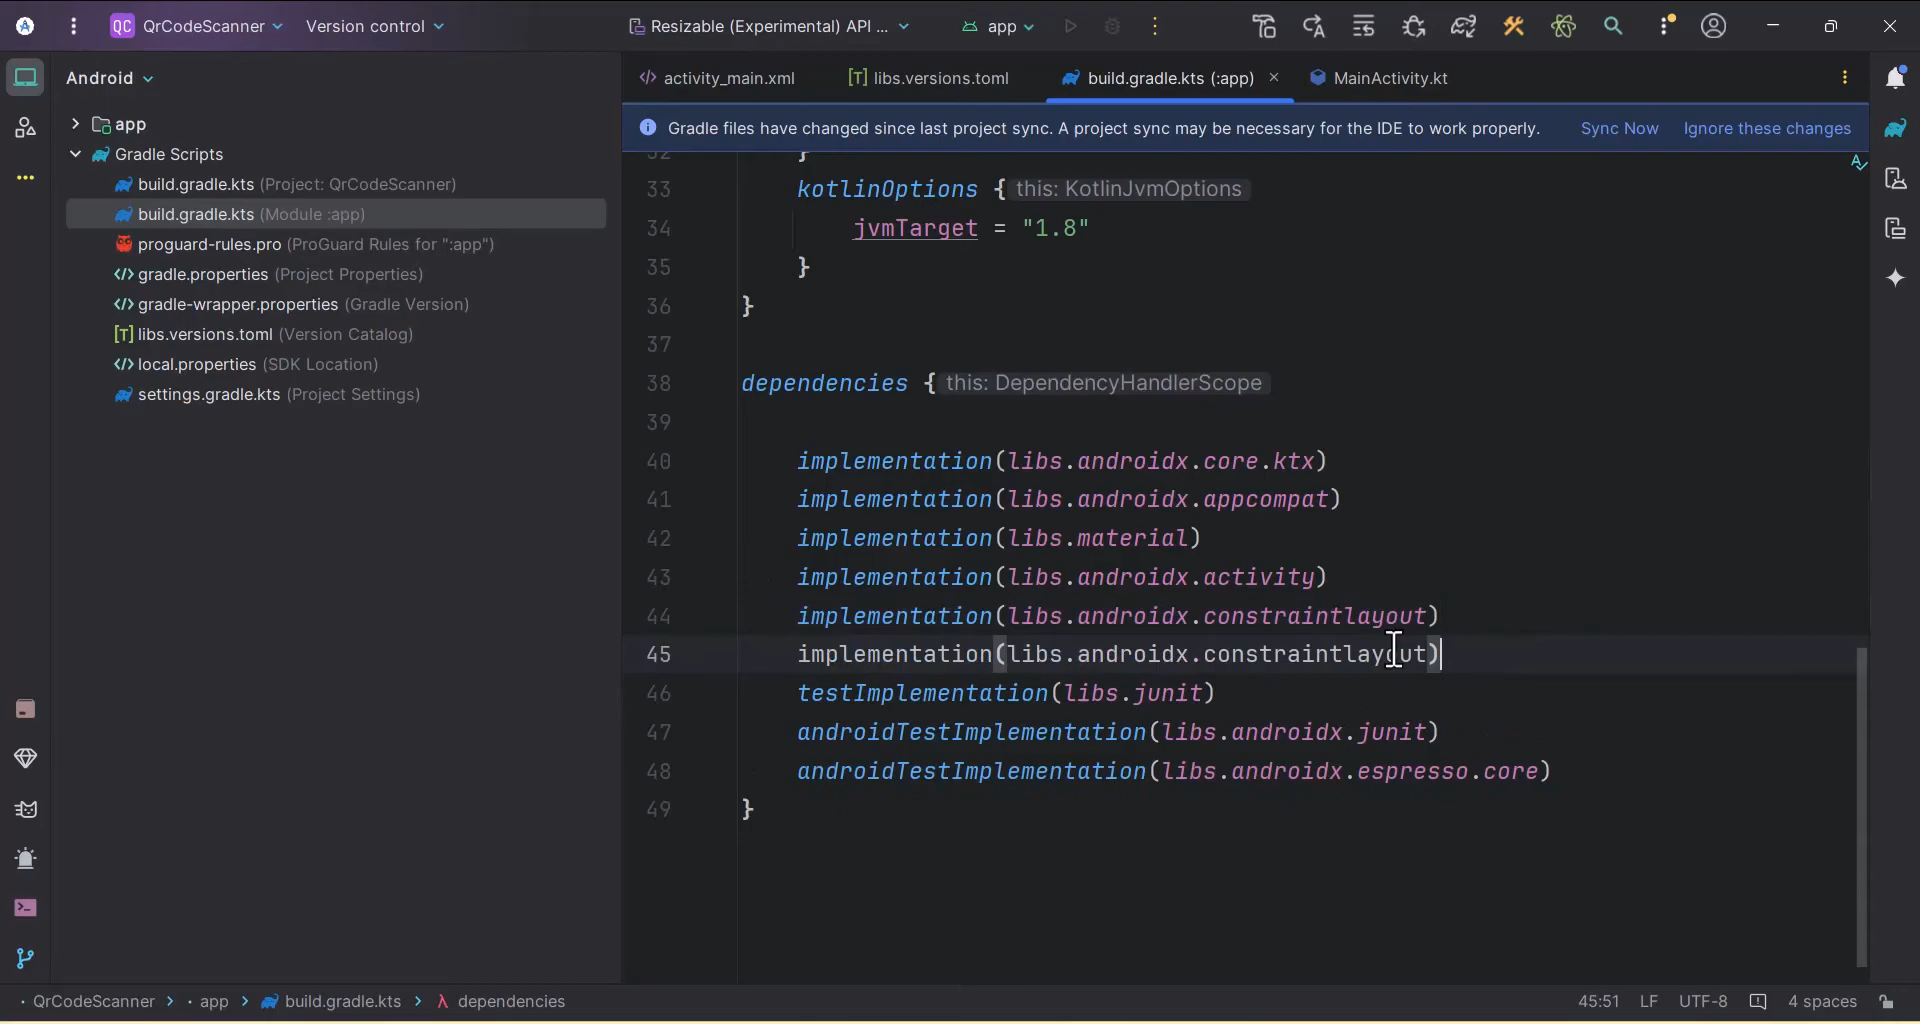 QC QrCodeScanner Version control Resizable (Experimental) API ... app
Android
activity_main.xml libs.versions.toml build.gradle.kts (:app) MainActivity.kt
Gradle files have changed since last project sync. A project sync may be necessary for the IDE to work properly. Sync Now Ignore these changes
app
Gradle Scripts
build.gradle.kts (Project: QrCodeScanner)
build.gradle.kts (Module :app)
proguard-rules.pro (ProGuard Rules for ":app")
gradle.properties (Project Properties)
gradle-wrapper.properties (Gradle Version)
libs.versions.toml (Version Catalog)
local.properties (SDK Location)
settings.gradle.kts (Project Settings)
32 }
33 kotlinOptions { this: KotlinJvmOptions
34 jvmTarget = "1.8"
35 }
36 }
37
38 dependencies { this: DependencyHandlerScope
39
40 implementation(libs.androidx.core.ktx)
41 implementation(libs.androidx.appcompat)
42 implementation(libs.material)
43 implementation(libs.androidx.activity)
44 implementation(libs.androidx.constraintlayout)
45 implementation(libs.androidx.constraintlayout)
46 testImplementation(libs.junit)
47 androidTestImplementation(libs.androidx.junit)
48 androidTestImplementation(libs.androidx.espresso.core)
49 }
QrCodeScanner > app > build.gradle.kts > λ dependencies 45:51 LF UTF-8 4 spaces